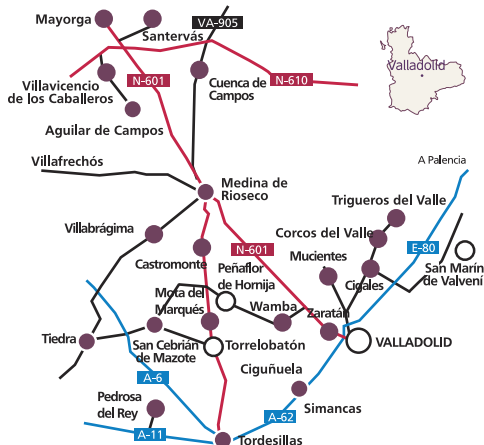 Mayorga
VA-905
Santervás
Valladolid
N-601
N-610
Villavicencio
de los Caballeros
Cuenca de
Campos
Aguilar de Campos
Villafrechós
A Palencia
Medina de
Rioseco
Trigueros del Valle
Villabrágima
Corcos del Valle
N-601
E-80
Mucientes
Castromonte
Peñaflor
de Hornija
San Marín
de Valvení
Cigales
Mota del
Marqués
Wamba
Zaratán
Tiedra
San Cebrián
de Mazote
Torrelobatón
VALLADOLID
Ciguñuela
A-6
Pedrosa
del Rey
Simancas
A-62
A-11
Tordesillas